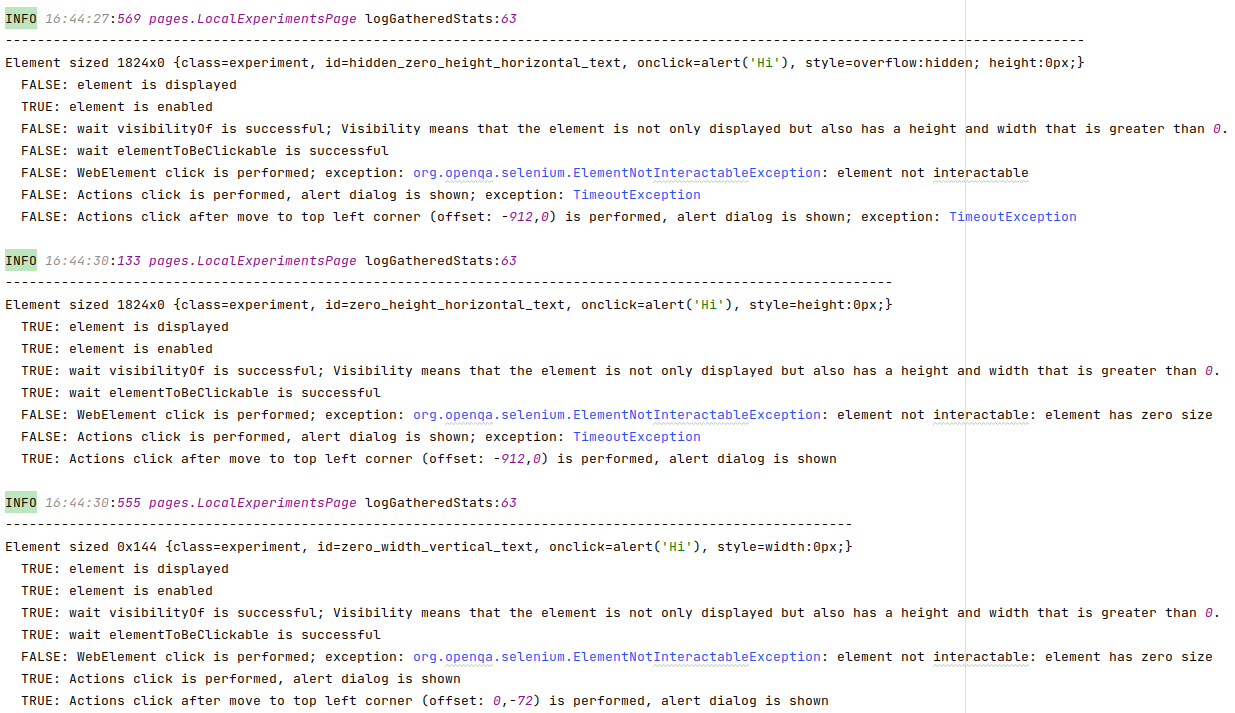 INFO 16:44:27:569 pages.LocalExperimentsPage logGatheredStats:63
---------------------------------------------------------------------------------------------------------------------------------------
Element sized 1824x0 {class=experiment, id=hidden_zero_height_horizontal_text, onclick=alert('Hi'), style=overflow:hidden; height:0px;}
  FALSE: element is displayed
  TRUE: element is enabled
  FALSE: wait visibilityOf is successful; Visibility means that the element is not only displayed but also has a height and width that is greater than 0.
  FALSE: wait elementToBeClickable is successful
  FALSE: WebElement click is performed; exception: org.openqa.selenium.ElementNotInteractableException: element not interactable
  FALSE: Actions click is performed, alert dialog is shown; exception: TimeoutException
  FALSE: Actions click after move to top left corner (offset: -912,0) is performed, alert dialog is shown; exception: TimeoutException

INFO 16:44:30:133 pages.LocalExperimentsPage logGatheredStats:63
---------------------------------------------------------------------------------------------------------------
Element sized 1824x0 {class=experiment, id=zero_height_horizontal_text, onclick=alert('Hi'), style=height:0px;}
  TRUE: element is displayed
  TRUE: element is enabled
  TRUE: wait visibilityOf is successful; Visibility means that the element is not only displayed but also has a height and width that is greater than 0.
  TRUE: wait elementToBeClickable is successful
  FALSE: WebElement click is performed; exception: org.openqa.selenium.ElementNotInteractableException: element not interactable: element has zero size
  FALSE: Actions click is performed, alert dialog is shown; exception: TimeoutException
  TRUE: Actions click after move to top left corner (offset: -912,0) is performed, alert dialog is shown

INFO 16:44:30:555 pages.LocalExperimentsPage logGatheredStats:63
----------------------------------------------------------------------------------------------------------
Element sized 0x144 {class=experiment, id=zero_width_vertical_text, onclick=alert('Hi'), style=width:0px;}
  TRUE: element is displayed
  TRUE: element is enabled
  TRUE: wait visibilityOf is successful; Visibility means that the element is not only displayed but also has a height and width that is greater than 0.
  TRUE: wait elementToBeClickable is successful
  FALSE: WebElement click is performed; exception: org.openqa.selenium.ElementNotInteractableException: element not interactable: element has zero size
  TRUE: Actions click is performed, alert dialog is shown
  TRUE: Actions click after move to top left corner (offset: 0,-72) is performed, alert dialog is shown